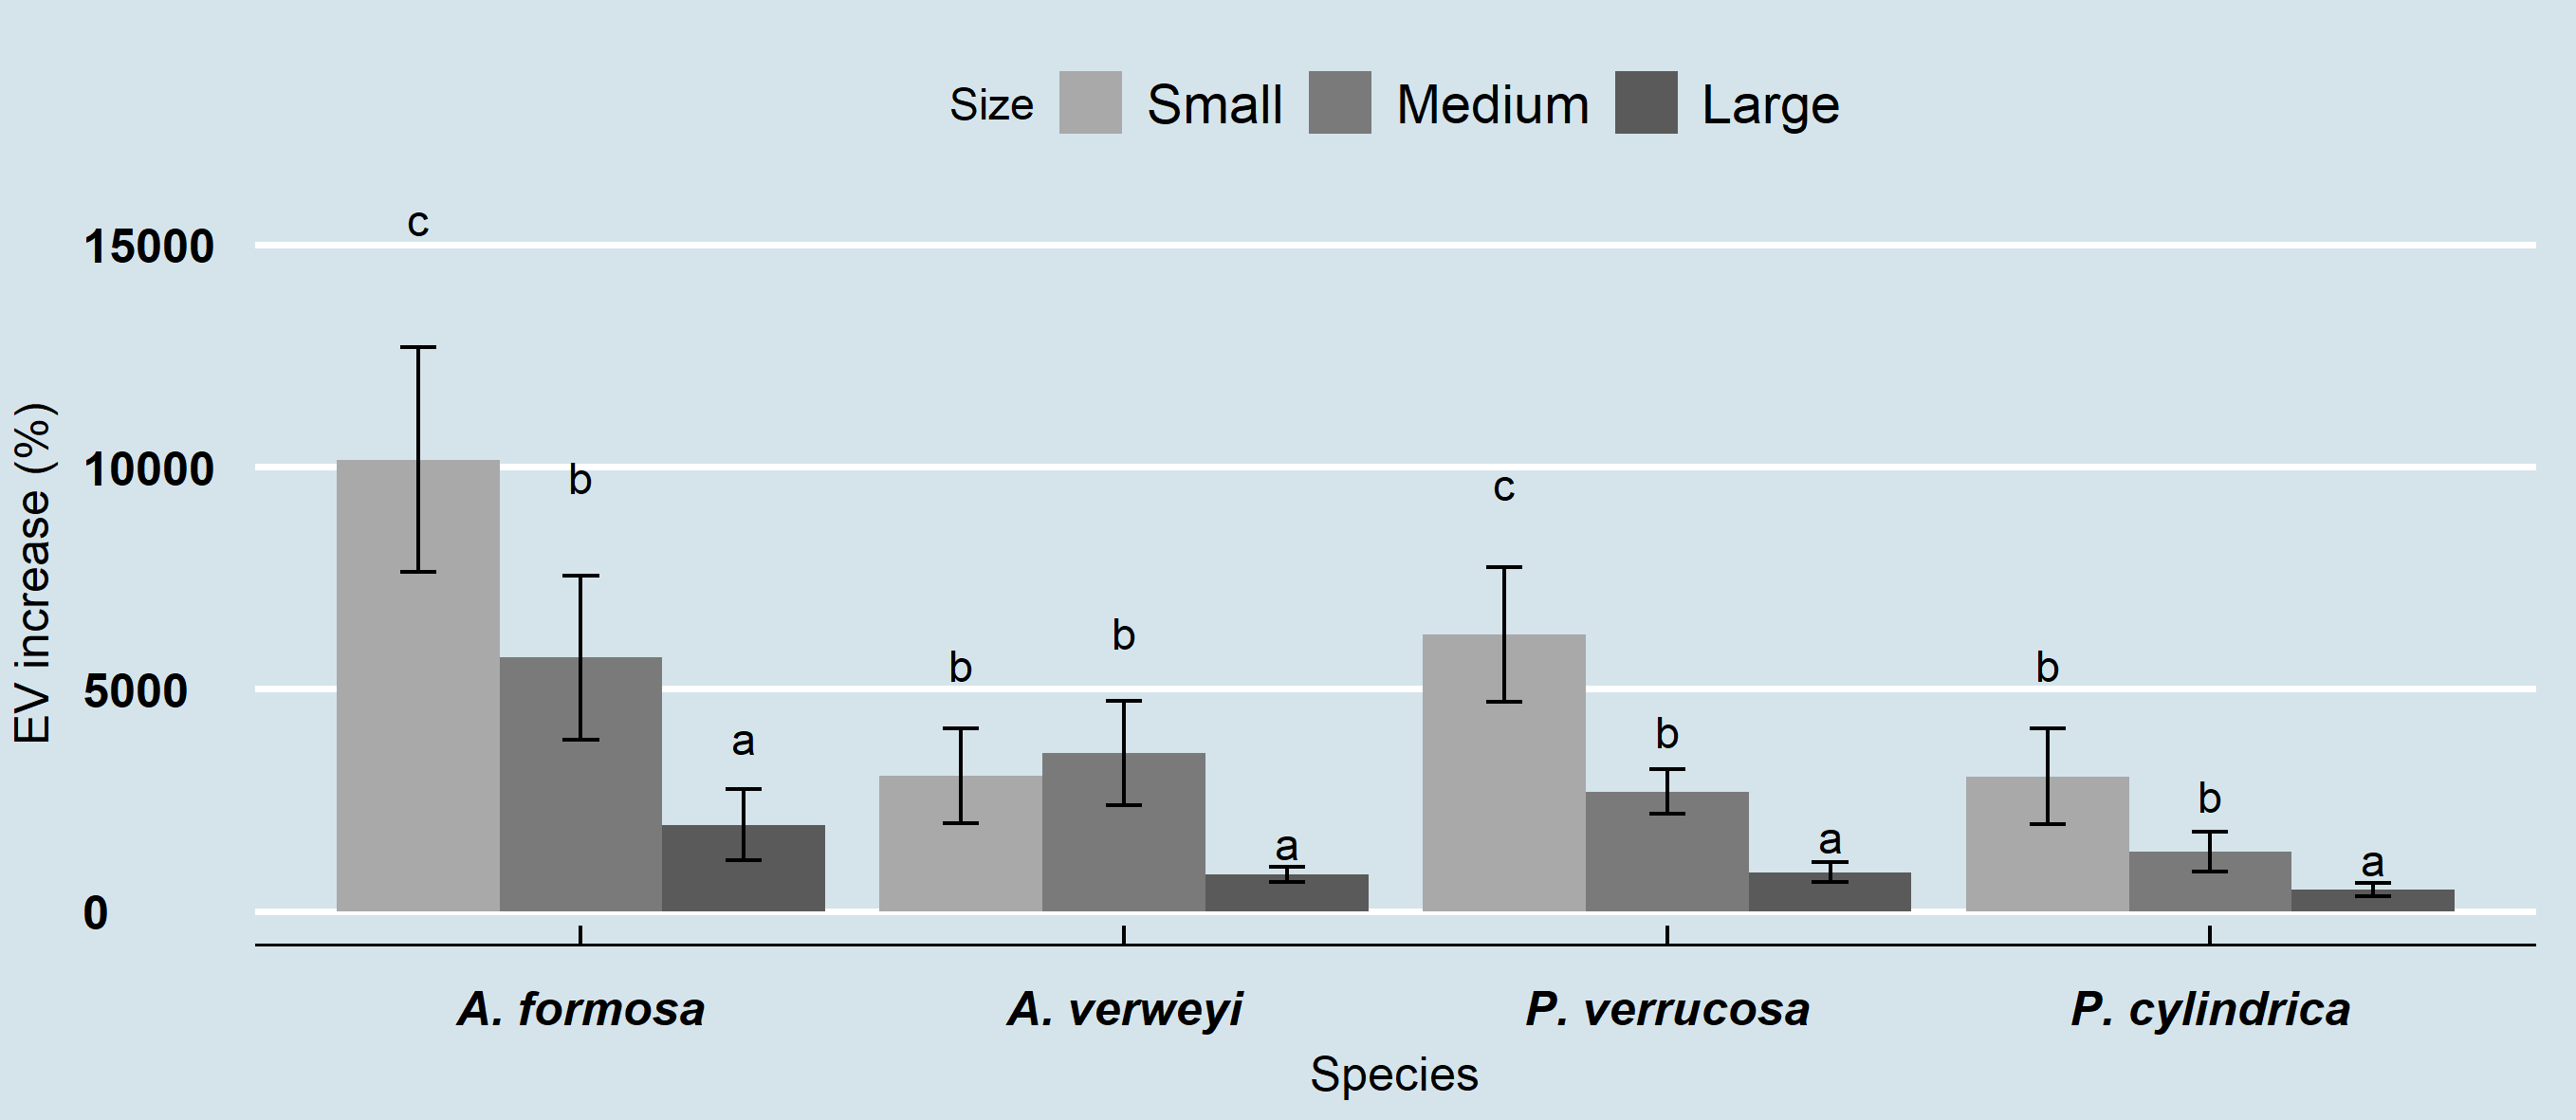 Size Small Medium Large
c
15000
10000
b
c
EV increase (%)
b
b
b
5000
a
b
b
a
a
a
0
A. formosa A. verweyi P. verrucosa P. cylindrica
Species